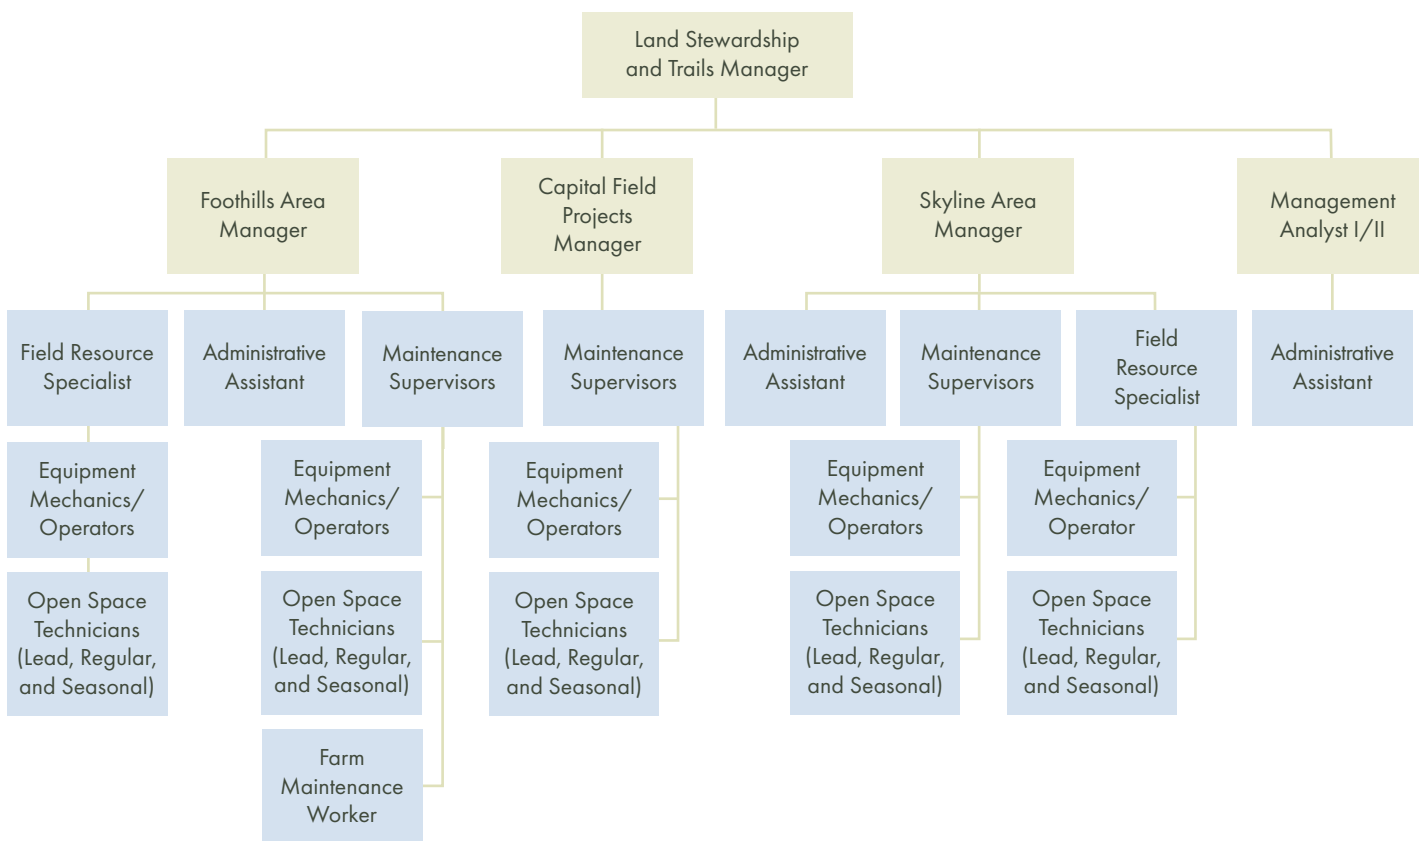 Land Stewardship
and Trails Manager
Foothills Area
Manager
Capital Field
Projects
Manager
Skyline Area
Manager
Management
Analyst I/II
Field Resource
Specialist
Administrative
Assistant
Maintenance
Supervisors
Maintenance
Supervisors
Administrative
Assistant
Maintenance
Supervisors
Field
Resource
Specialist
Administrative
Assistant
Equipment
Mechanics/
Operators
Equipment
Mechanics/
Operators
Equipment
Mechanics/
Operators
Equipment
Mechanics/
Operators
Equipment
Mechanics/
Operator
Open Space
Technicians
(Lead, Regular,
and Seasonal)
Open Space
Technicians
(Lead, Regular,
and Seasonal)
Open Space
Technicians
(Lead, Regular,
and Seasonal)
Open Space
Technicians
(Lead, Regular,
and Seasonal)
Open Space
Technicians
(Lead, Regular,
and Seasonal)
Farm
Maintenance
Worker